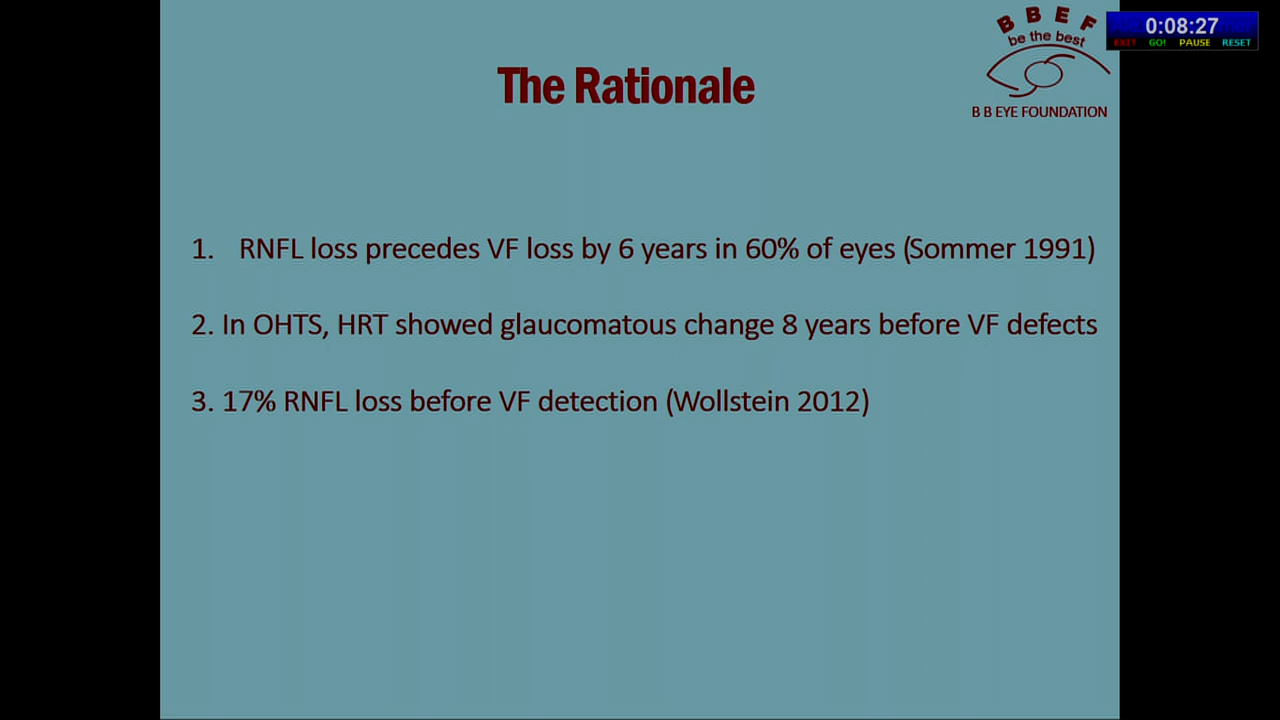 B B E F
be the best
B B EYE FOUNDATION
0:08:27
EXIT GO! PAUSE RESET
The Rationale
1. RNFL loss precedes VF loss by 6 years in 60% of eyes (Sommer 1991)
2. In OHTS, HRT showed glaucomatous change 8 years before VF defects
3. 17% RNFL loss before VF detection (Wollstein 2012)